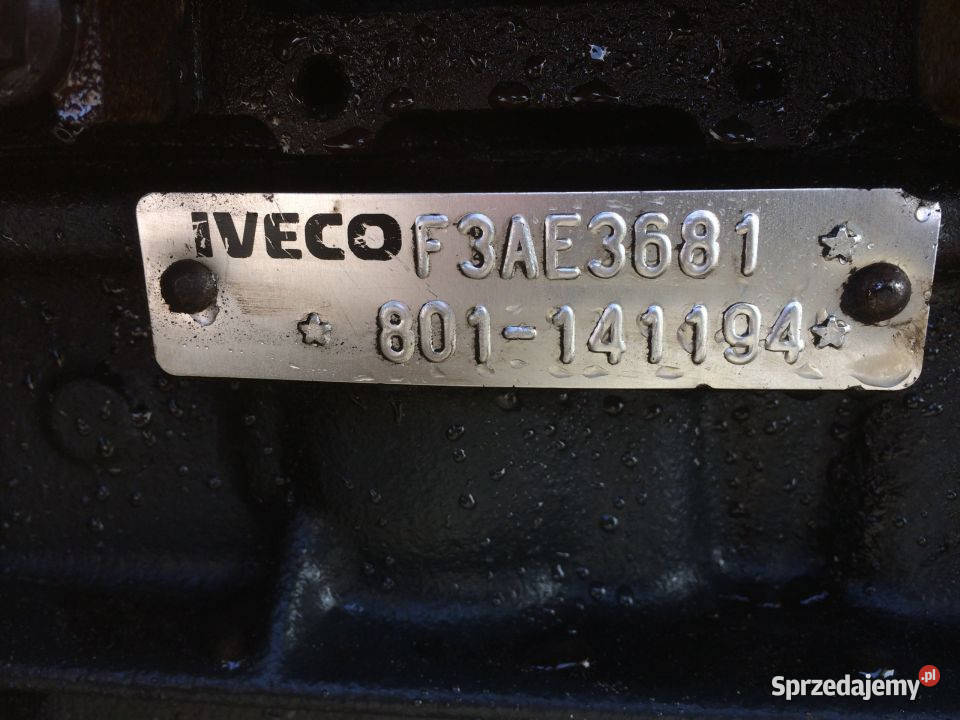 IVECO F3AE3681 ☆
☆ 801-141194 ☆
Sprzedajemy.pl